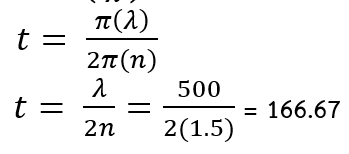 t = π(λ) / 2π(n)
t = λ / 2n = 500 / 2(1.5) = 166.67